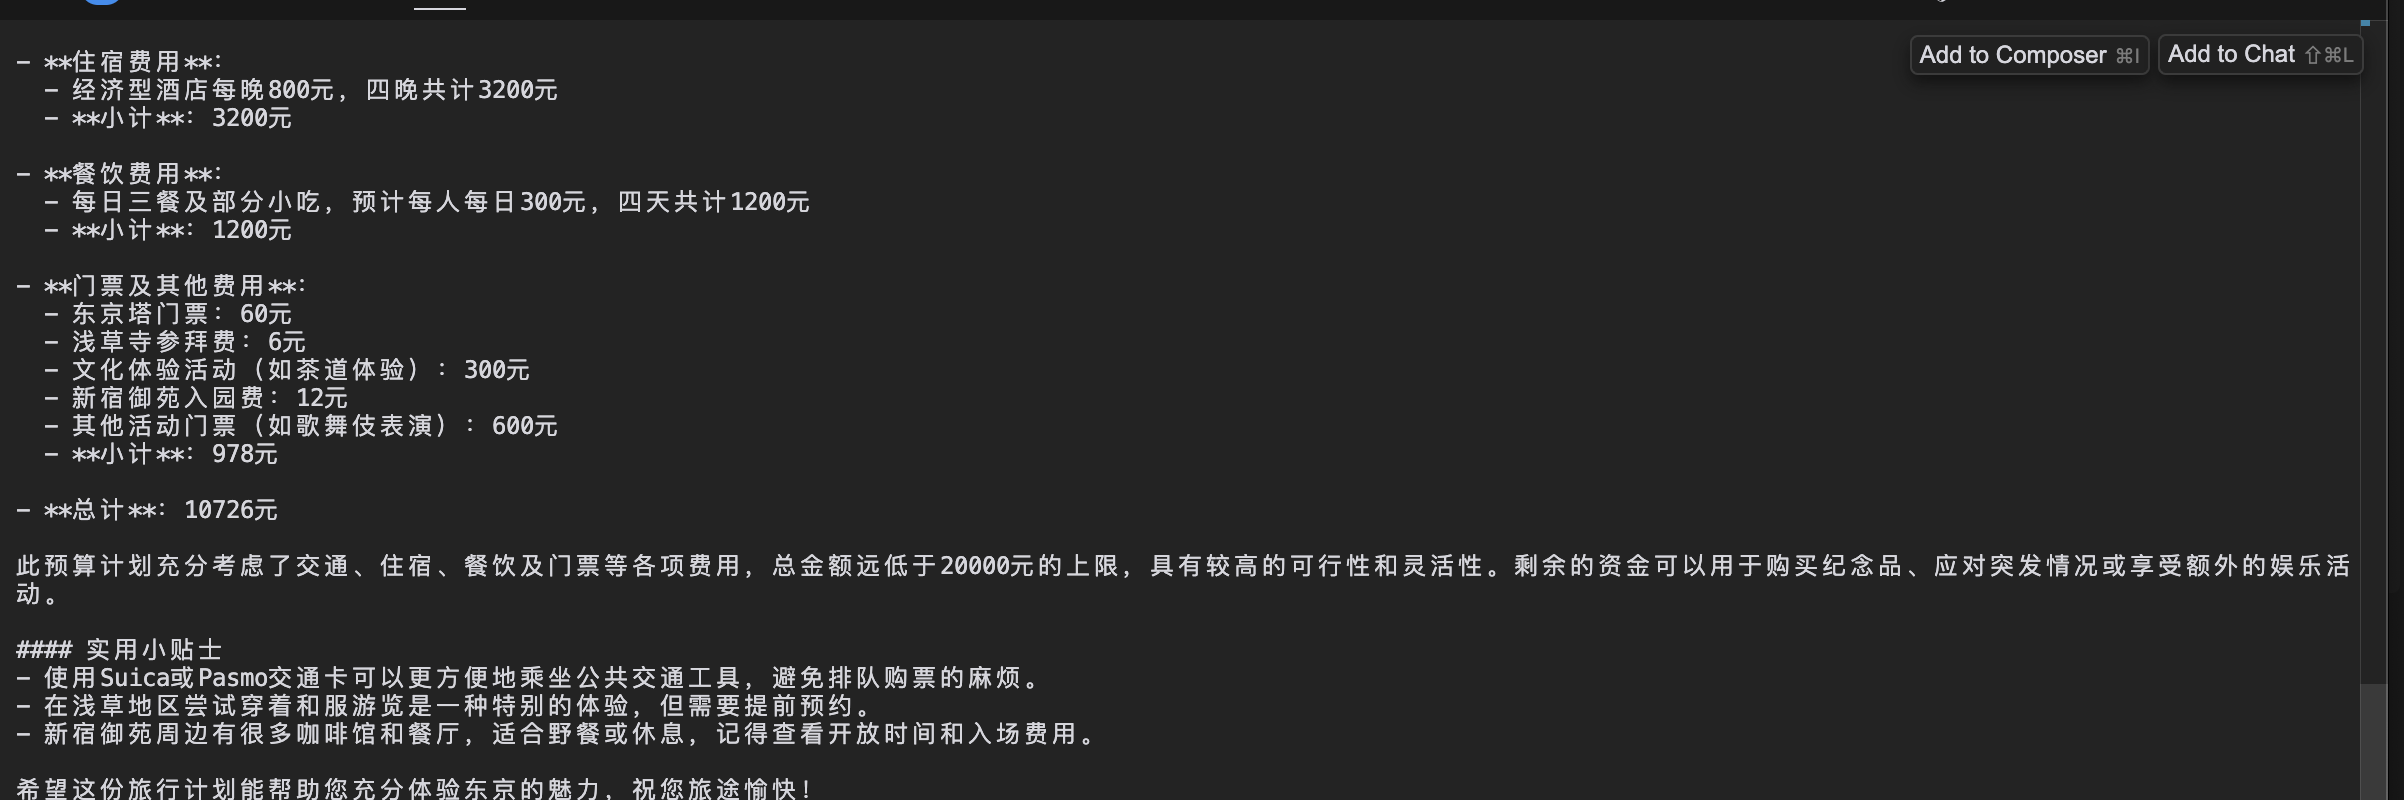 Add to Composer ⌘I Add to Chat ⇧⌘L
- **住宿费用**:
- 经济型酒店每晚800元, 四晚共计3200元
- **小计**: 3200元
- **餐饮费用**:
- 每日三餐及部分小吃, 预计每人每日300元, 四天共计1200元
- **小计**: 1200元
- **门票及其他费用**:
- 东京塔门票: 60元
- 浅草寺参拜费: 6元
- 文化体验活动（如茶道体验）: 300元
- 新宿御苑入园费: 12元
- 其他活动门票（如歌舞伎表演）: 600元
- **小计**: 978元
- **总计**: 10726元
此预算计划充分考虑了交通、住宿、餐饮及门票等各项费用, 总金额远低于20000元的上限, 具有较高的可行性和灵活性。剩余的资金可以用于购买纪念品、应对突发情况或享受额外的娱乐活
动。
#### 实用小贴士
- 使用Suica或Pasmo交通卡可以更方便地乘坐公共交通工具, 避免排队购票的麻烦。
- 在浅草地区尝试穿着和服游览是一种特别的体验, 但需要提前预约。
- 新宿御苑周边有很多咖啡馆和餐厅, 适合野餐或休息, 记得查看开放时间和入场费用。
希望这份旅行计划能帮助您充分体验东京的魅力, 祝您旅途愉快!